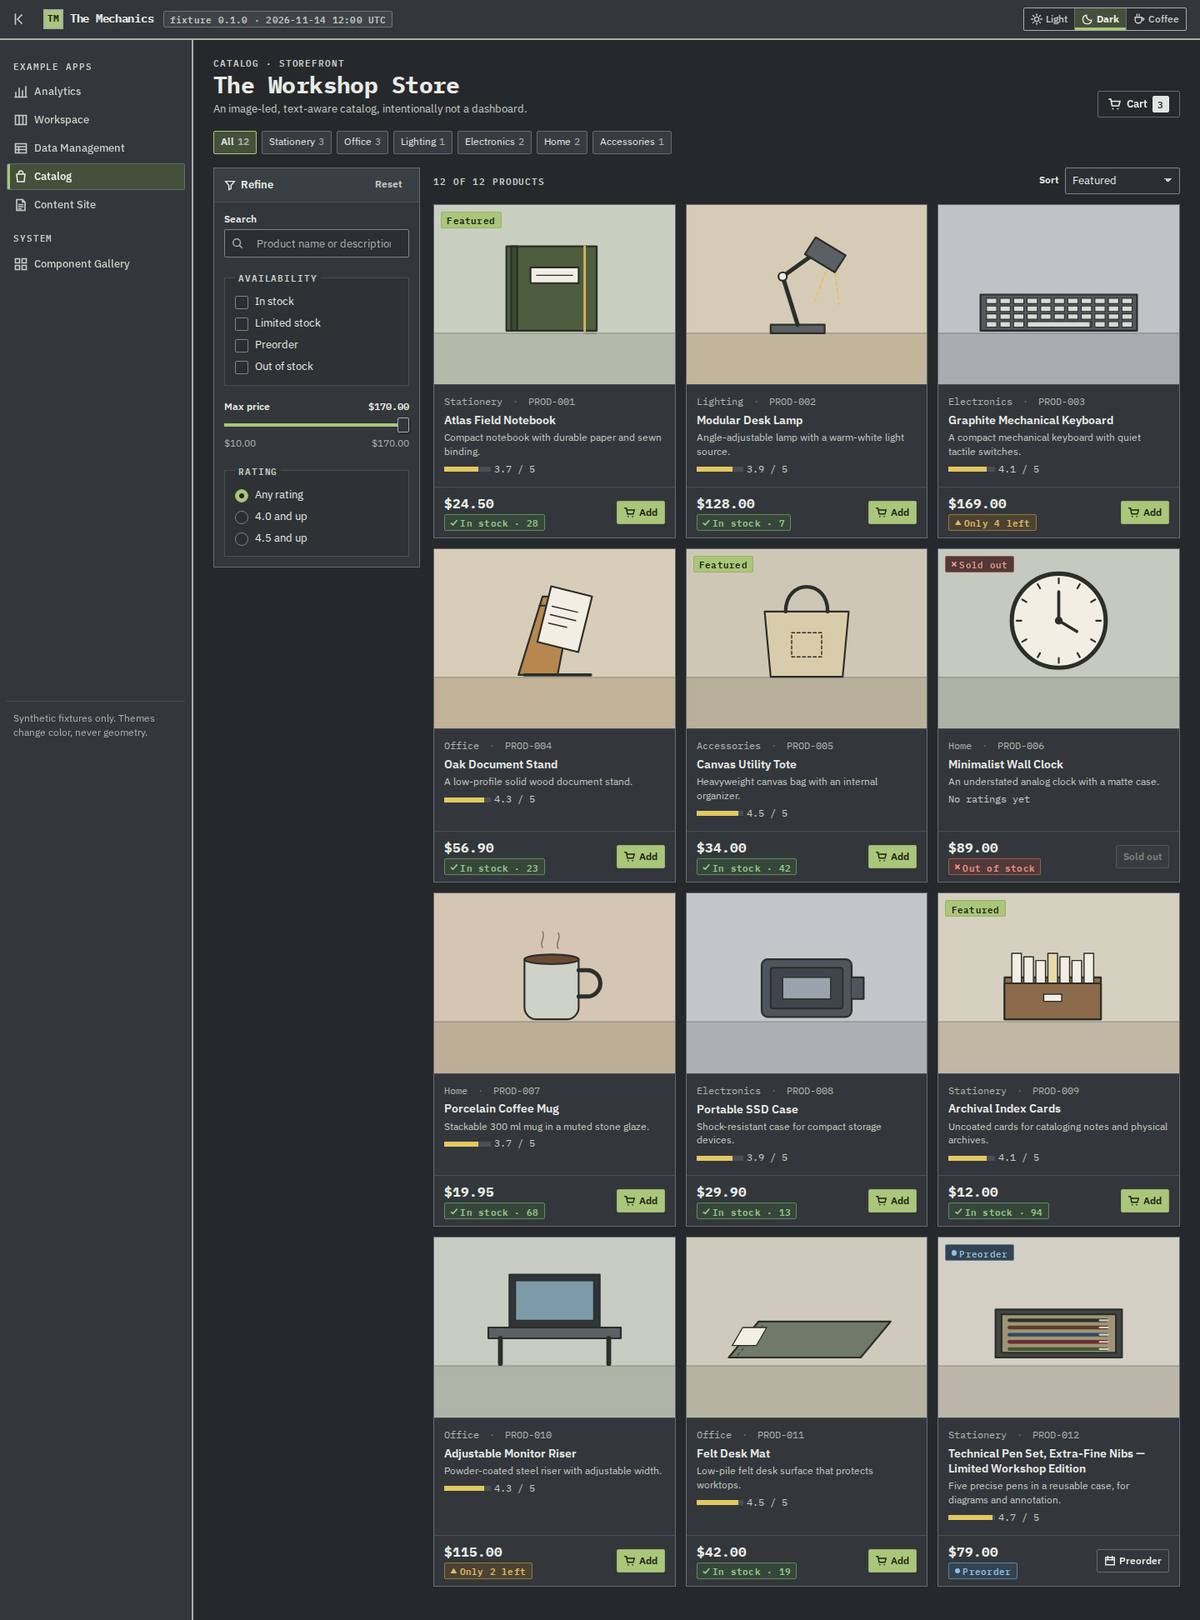 TM The Mechanics fixture 0.1.0 · 2026-11-14 12:00 UTC
Light Dark Coffee
EXAMPLE APPS
Analytics
Workspace
Data Management
Catalog
Content Site
SYSTEM
Component Gallery
Synthetic fixtures only. Themes
change color, never geometry.
CATALOG · STOREFRONT
The Workshop Store
An image-led, text-aware catalog, intentionally not a dashboard.
Cart 3
All 12 Stationery 3 Office 3 Lighting 1 Electronics 2 Home 2 Accessories 1
Refine Reset
Search
Product name or description
AVAILABILITY
In stock
Limited stock
Preorder
Out of stock
Max price $170.00
$10.00 $170.00
RATING
Any rating
4.0 and up
4.5 and up
12 OF 12 PRODUCTS
Sort Featured
Featured
Stationery · PROD-001
Atlas Field Notebook
Compact notebook with durable paper and sewn
binding.
3.7 / 5
$24.50
In stock · 28
Add
Lighting · PROD-002
Modular Desk Lamp
Angle-adjustable lamp with a warm-white light
source.
3.9 / 5
$128.00
In stock · 7
Add
Electronics · PROD-003
Graphite Mechanical Keyboard
A compact mechanical keyboard with quiet
tactile switches.
4.1 / 5
$169.00
Only 4 left
Add
Office · PROD-004
Oak Document Stand
A low-profile solid wood document stand.
4.3 / 5
$56.90
In stock · 23
Add
Featured
Accessories · PROD-005
Canvas Utility Tote
Heavyweight canvas bag with an internal
organizer.
4.5 / 5
$34.00
In stock · 42
Add
Sold out
Home · PROD-006
Minimalist Wall Clock
An understated analog clock with a matte case.
No ratings yet
$89.00
Out of stock
Sold out
Home · PROD-007
Porcelain Coffee Mug
Stackable 300 ml mug in a muted stone glaze.
3.7 / 5
$19.95
In stock · 68
Add
Electronics · PROD-008
Portable SSD Case
Shock-resistant case for compact storage
devices.
3.9 / 5
$29.90
In stock · 13
Add
Featured
Stationery · PROD-009
Archival Index Cards
Uncoated cards for cataloging notes and physical
archives.
4.1 / 5
$12.00
In stock · 94
Add
Office · PROD-010
Adjustable Monitor Riser
Powder-coated steel riser with adjustable width.
4.3 / 5
$115.00
Only 2 left
Add
Office · PROD-011
Felt Desk Mat
Low-pile felt desk surface that protects
worktops.
4.5 / 5
$42.00
In stock · 19
Add
Preorder
Stationery · PROD-012
Technical Pen Set, Extra-Fine Nibs —
Limited Workshop Edition
Five precise pens in a reusable case, for
diagrams and annotation.
4.7 / 5
$79.00
Preorder
Preorder